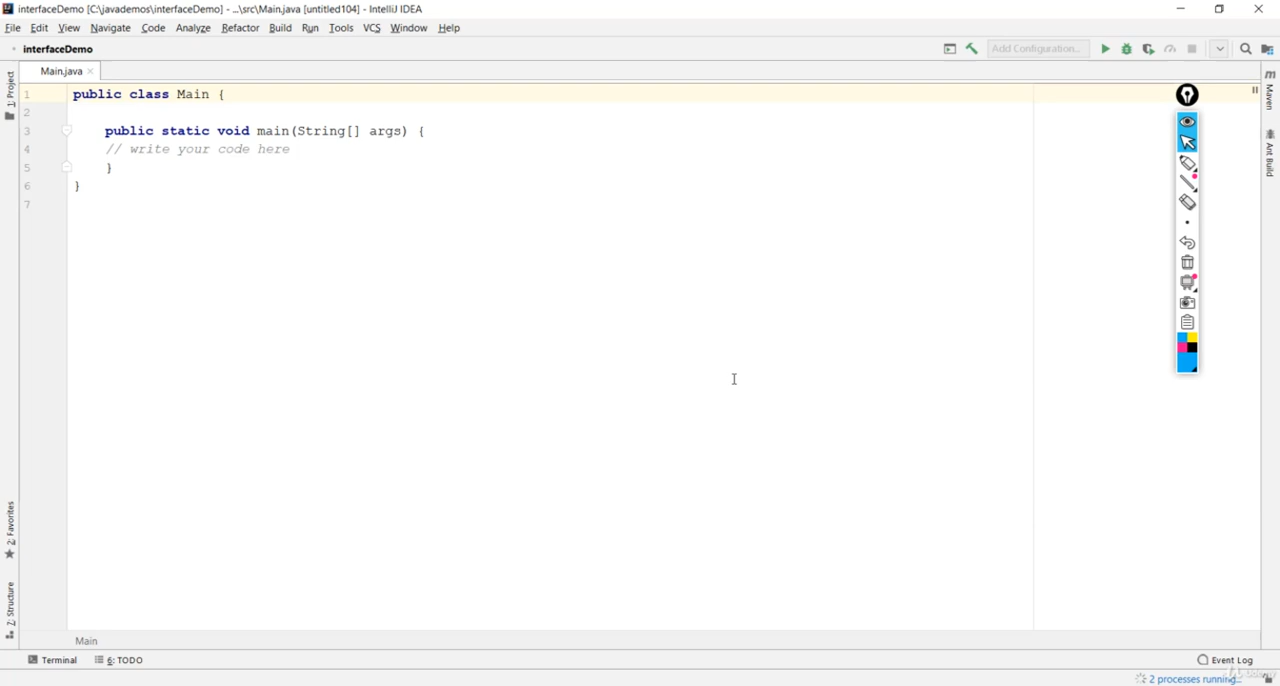 interfaceDemo [C:\javademos\interfaceDemo] - ...\src\Main.java [untitled104] - IntelliJ IDEA
File Edit View Navigate Code Analyze Refactor Build Run Tools VCS Window Help
interfaceDemo Add Configuration...
1: Project
Main.java
Maven
Ant Build
1 public class Main {
2
3 public static void main(String[] args) {
4 // write your code here
5 }
6 }
7
2: Favorites
Z: Structure
Main
Terminal 6: TODO Event Log
2 processes running...
Udemy